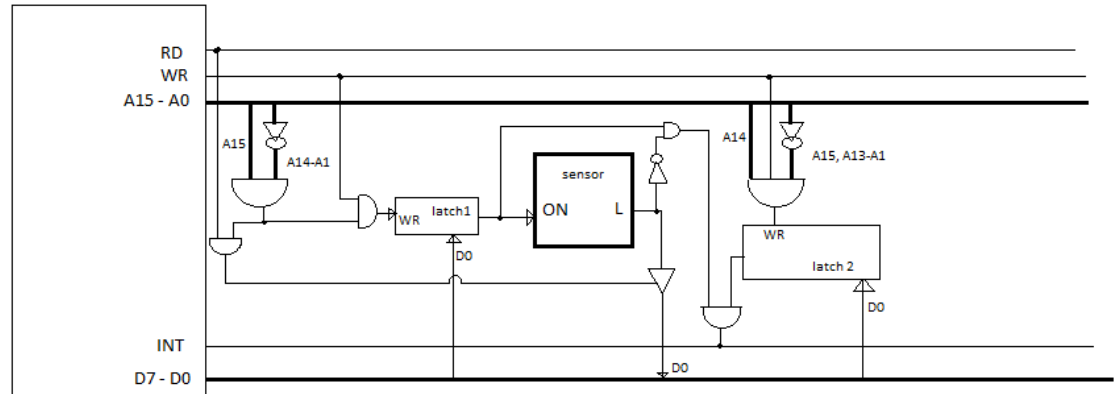 RD
WR
A15 - A0
A15
A14-A1
A14
A15, A13-A1
sensor
ON L
WR
latch1
D0
WR
latch 2
D0
INT
D0
D7 - D0